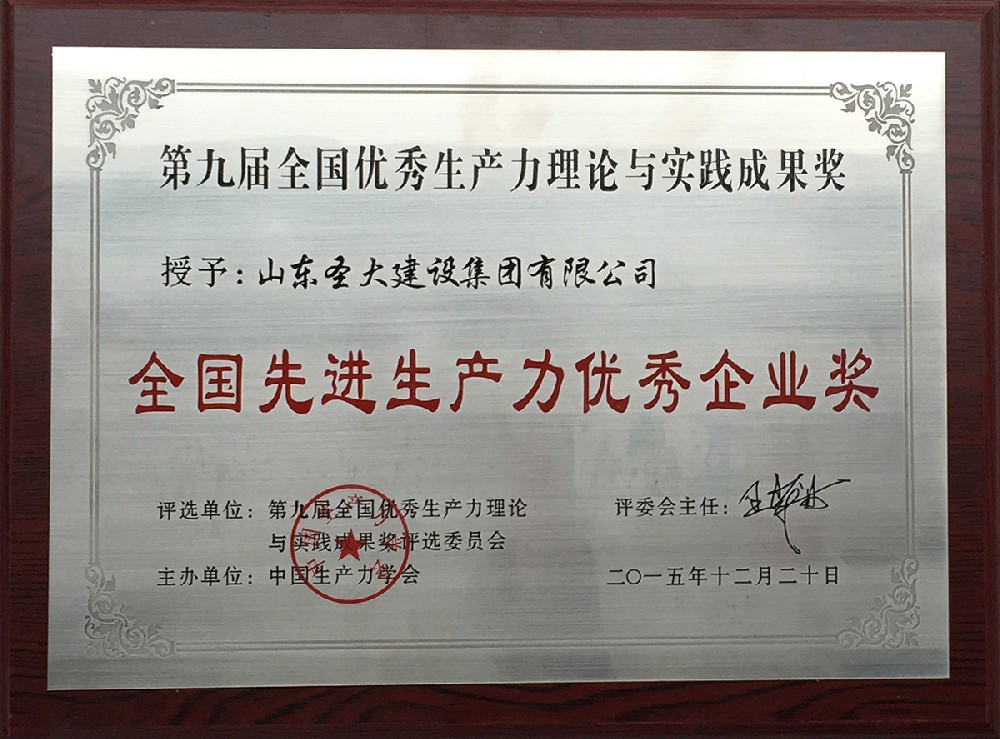 第九届全国优秀生产力理论与实践成果奖
授予：山东圣大建设集团有限公司
全国先进生产力优秀企业奖
评选单位：第九届全国优秀生产力理论
与实践成果奖评选委员会
主办单位：中国生产力学会
评委会主任：
二〇一五年十二月二十日